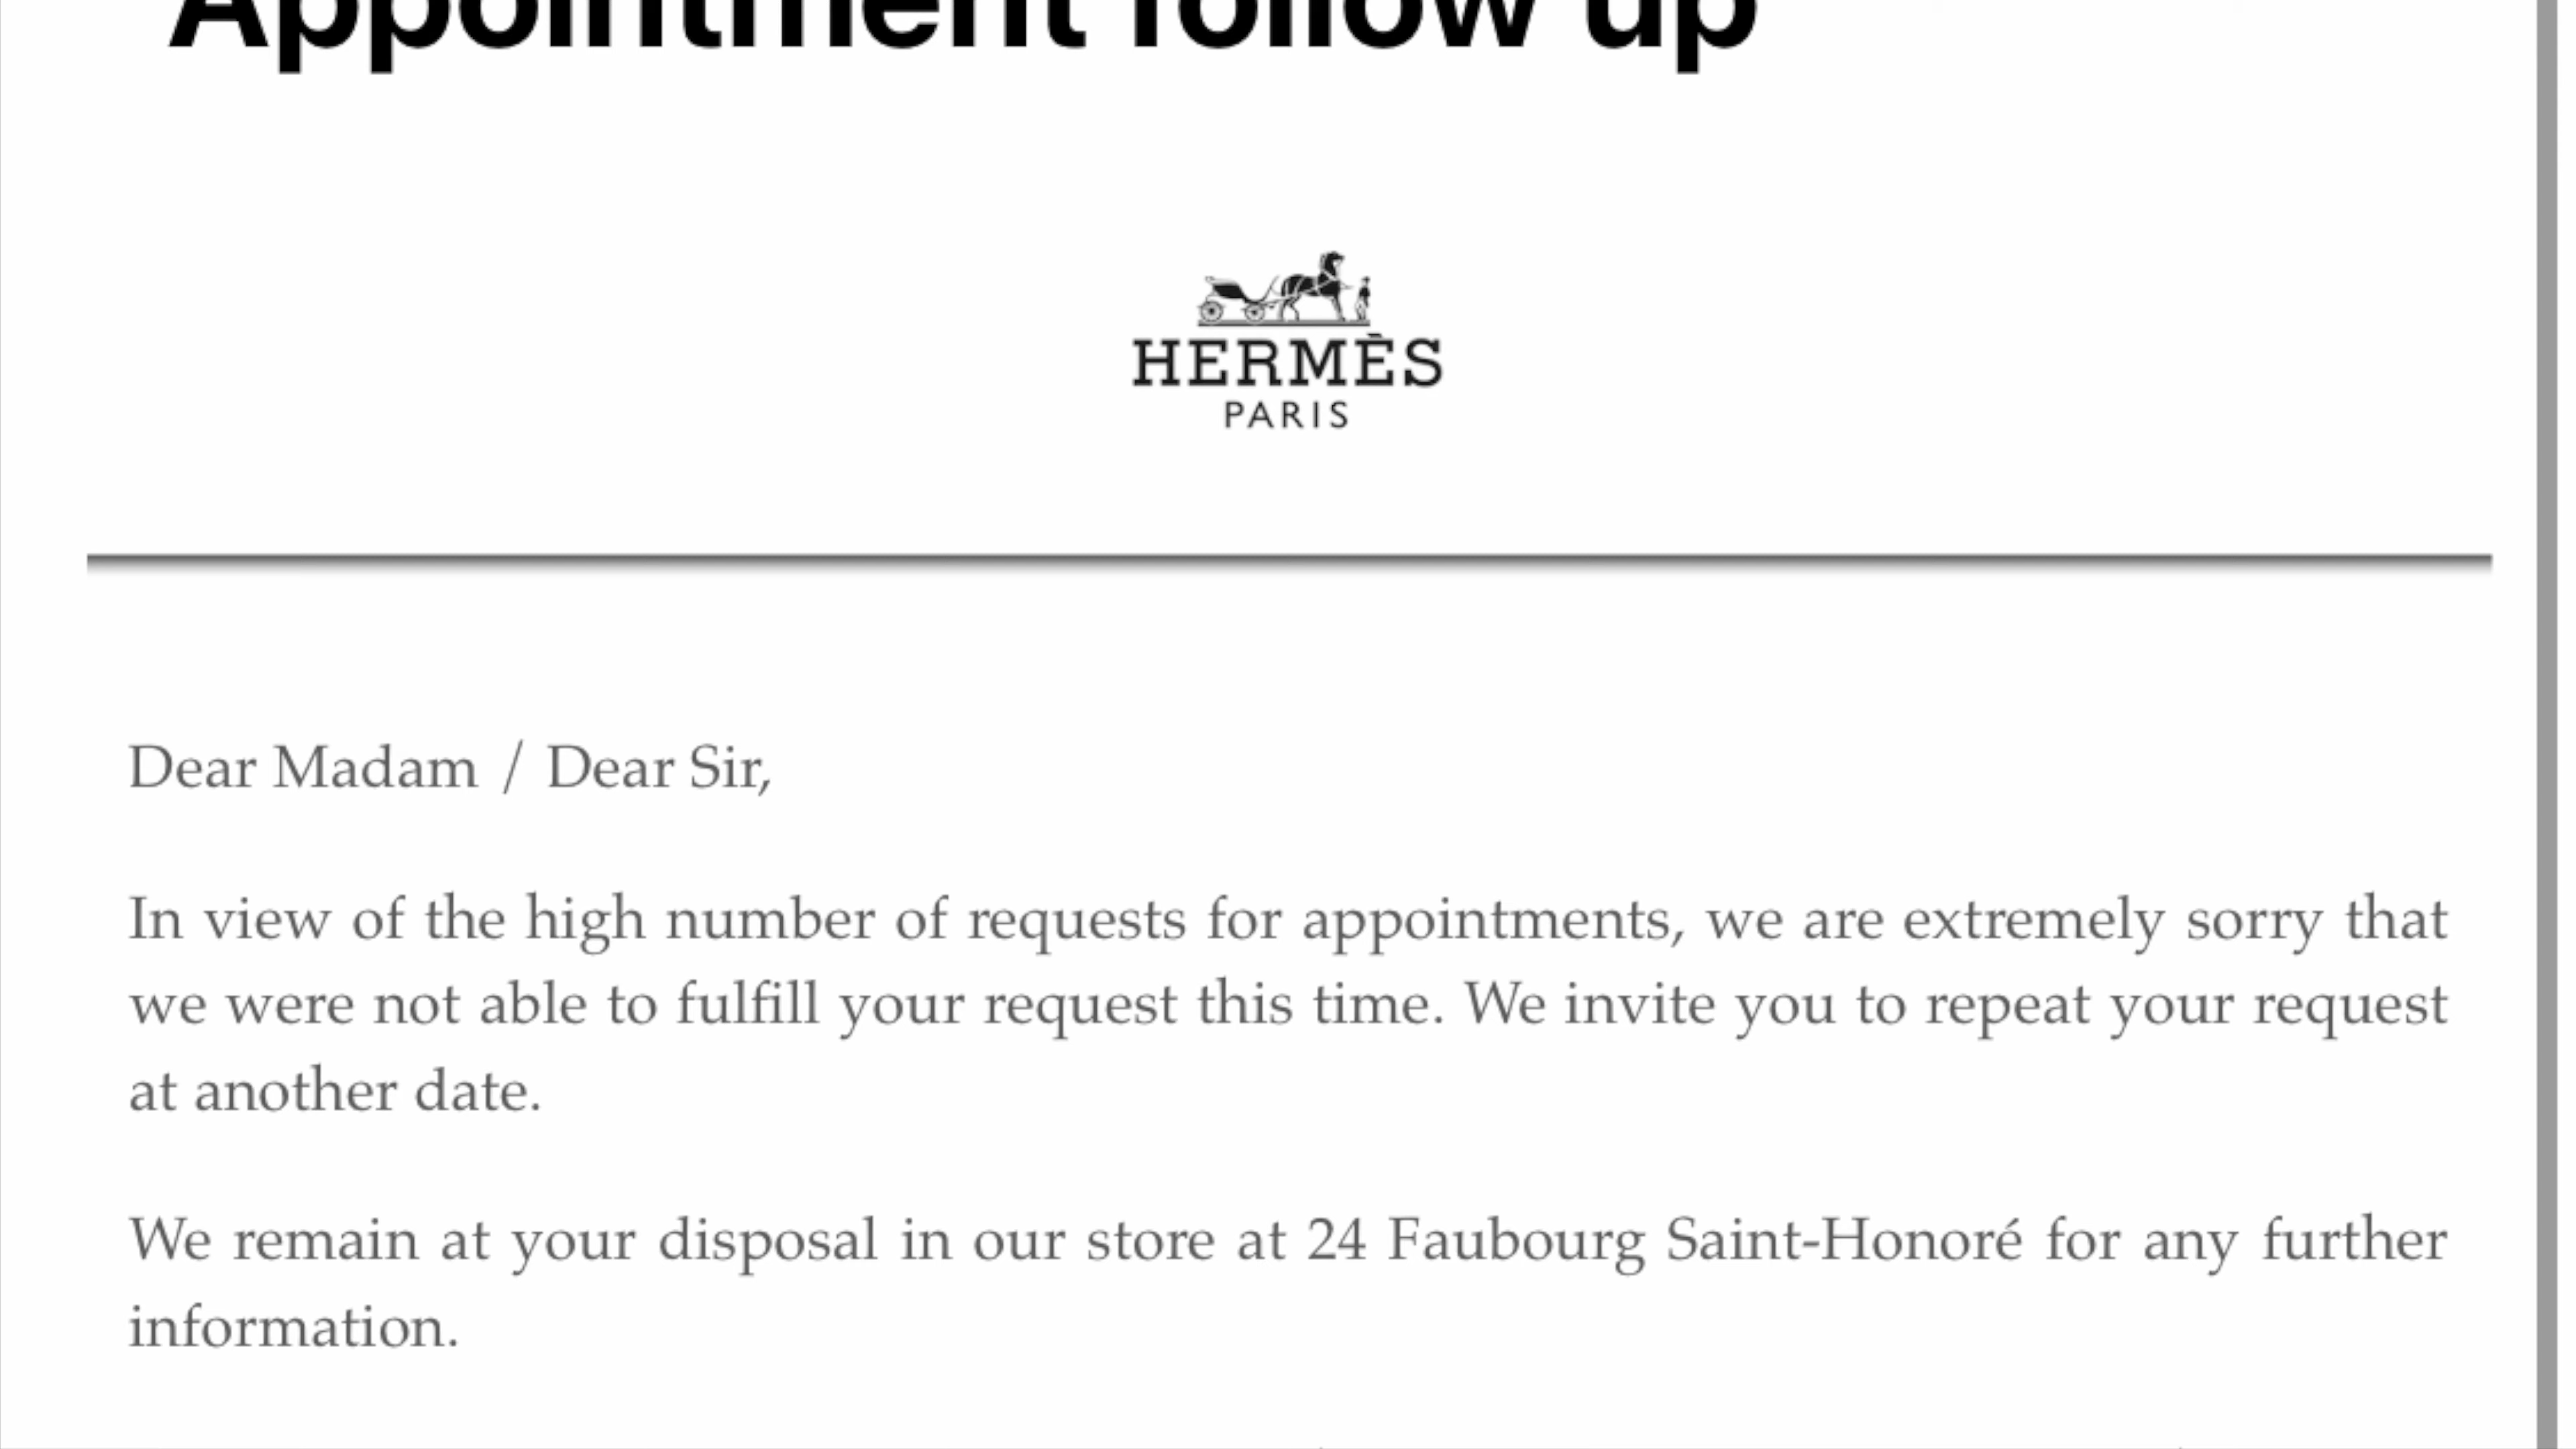 Appointment follow up
HERMÈS
PARIS
Dear Madam / Dear Sir,
In view of the high number of requests for appointments, we are extremely sorry that
we were not able to fulfill your request this time. We invite you to repeat your request
at another date.
We remain at your disposal in our store at 24 Faubourg Saint-Honoré for any further
information.